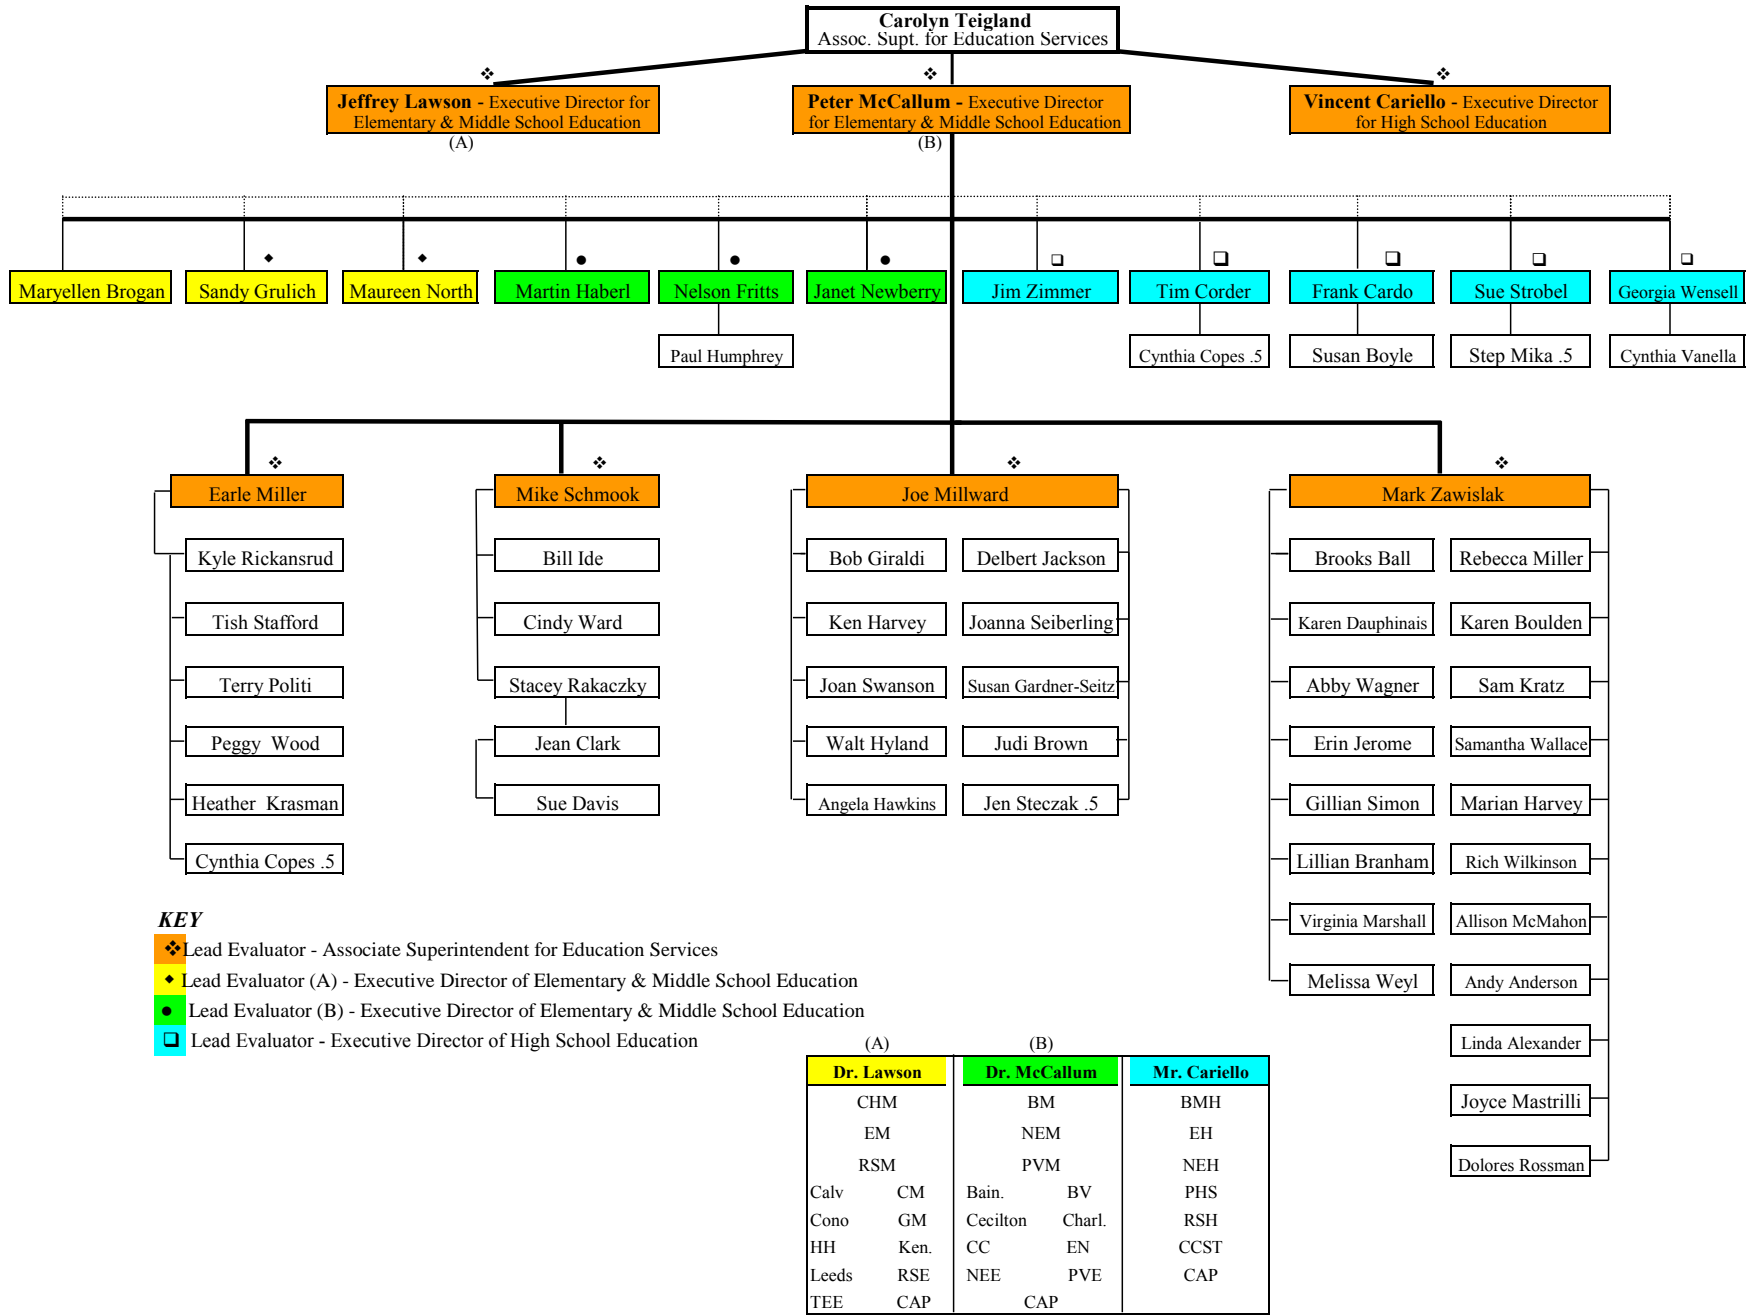 Carolyn Teigland
Assoc. Supt. for Education Services
❖ ❖ ❖
Jeffrey Lawson - Executive Director for
Elementary & Middle School Education
(A)
Peter McCallum - Executive Director
for Elementary & Middle School Education
(B)
Vincent Cariello - Executive Director
for High School Education
Maryellen Brogan
Sandy Grulich
Maureen North
Martin Haberl
Nelson Fritts
Janet Newberry
Jim Zimmer
Tim Corder
Frank Cardo
Sue Strobel
Georgia Wensell
Paul Humphrey
Cynthia Copes .5
Susan Boyle
Step Mika .5
Cynthia Vanella
Earle Miller
Kyle Rickansrud
Tish Stafford
Terry Politi
Peggy Wood
Heather Krasman
Cynthia Copes .5
Mike Schmook
Bill Ide
Cindy Ward
Stacey Rakaczky
Jean Clark
Sue Davis
Joe Millward
Bob Giraldi
Delbert Jackson
Ken Harvey
Joanna Seiberling
Joan Swanson
Susan Gardner-Seitz
Walt Hyland
Judi Brown
Angela Hawkins
Jen Steczak .5
Mark Zawislak
Brooks Ball
Rebecca Miller
Karen Dauphinais
Karen Boulden
Abby Wagner
Sam Kratz
Erin Jerome
Samantha Wallace
Gillian Simon
Marian Harvey
Lillian Branham
Rich Wilkinson
Virginia Marshall
Allison McMahon
Melissa Weyl
Andy Anderson
Linda Alexander
Joyce Mastrilli
Dolores Rossman
KEY
❖ Lead Evaluator - Associate Superintendent for Education Services
◆ Lead Evaluator (A) - Executive Director of Elementary & Middle School Education
● Lead Evaluator (B) - Executive Director of Elementary & Middle School Education
❑ Lead Evaluator - Executive Director of High School Education
(A) (B)
Dr. Lawson Dr. McCallum Mr. Cariello
CHM BM BMH
EM NEM EH
RSM PVM NEH
Calv CM Bain. BV PHS
Cono GM Cecilton Charl. RSH
HH Ken. CC EN CCST
Leeds RSE NEE PVE CAP
TEE CAP CAP